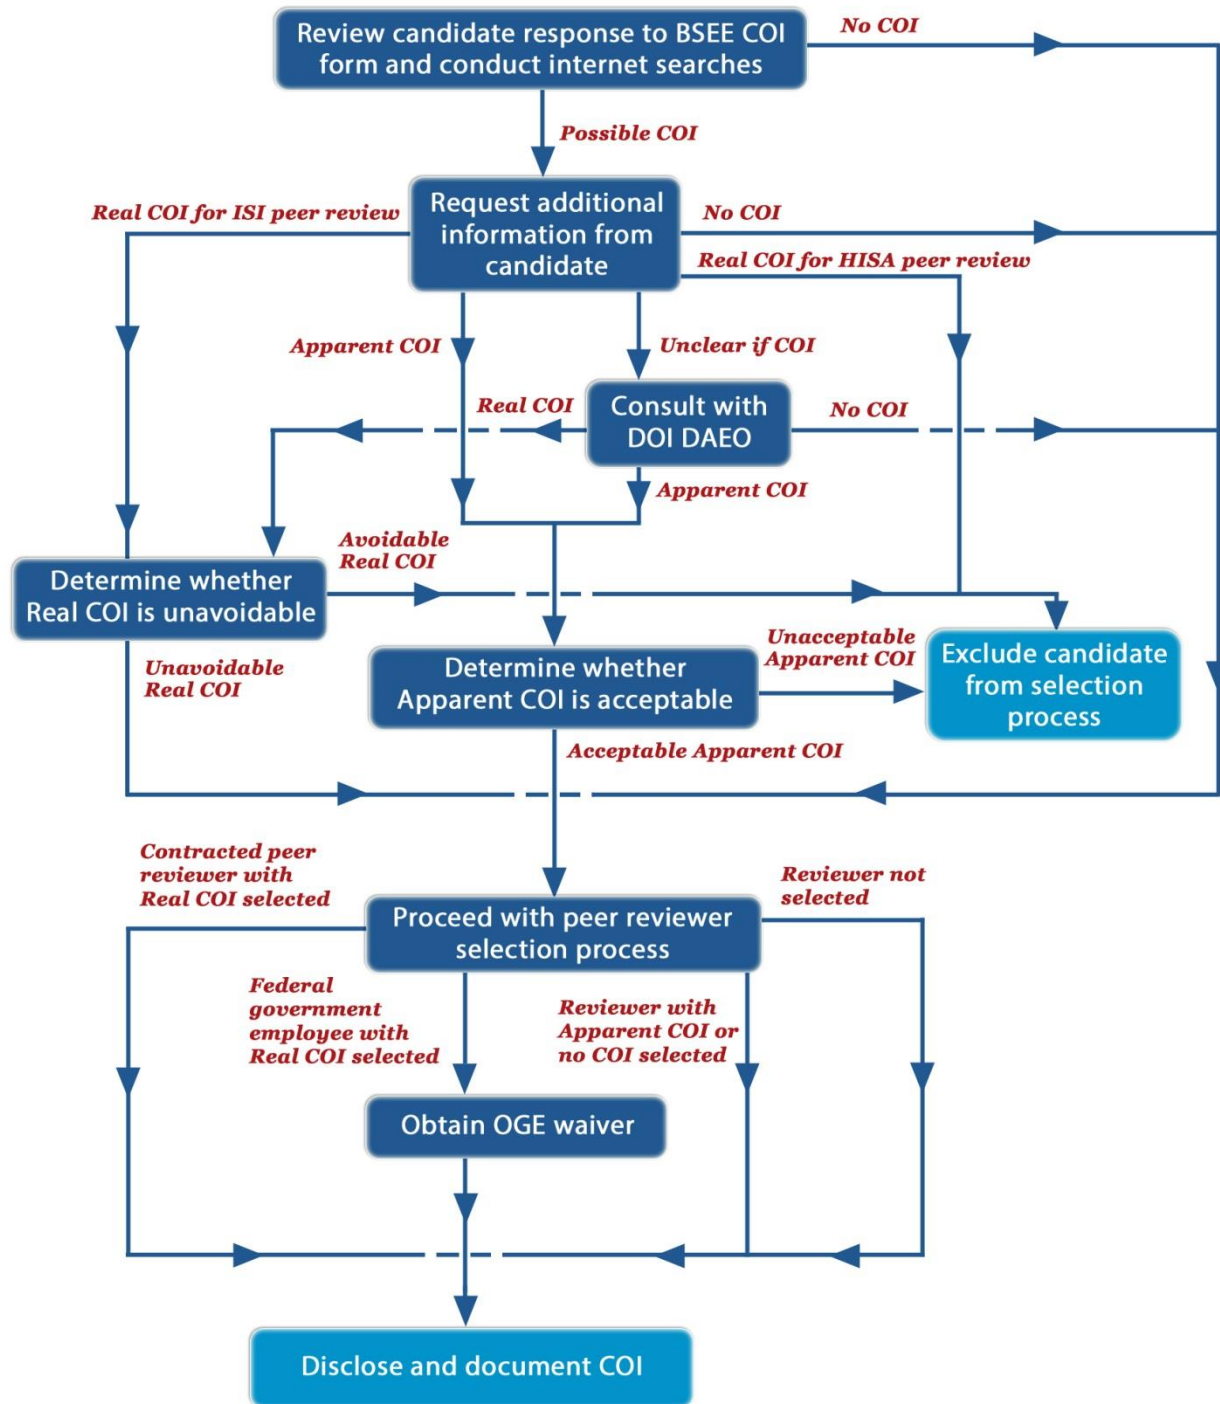 Review candidate response to BSEE COI
form and conduct internet searches
No COI
Possible COI
Real COI for ISI peer review
Request additional
information from
candidate
No COI
Real COI for HISA peer review
Apparent COI
Unclear if COI
Real COI
Consult with
DOI DAEO
No COI
Apparent COI
Avoidable
Real COI
Determine whether
Real COI is unavoidable
Unavoidable
Real COI
Determine whether
Apparent COI is acceptable
Unacceptable
Apparent COI
Exclude candidate
from selection
process
Acceptable Apparent COI
Contracted peer
reviewer with
Real COI selected
Proceed with peer reviewer
selection process
Reviewer not
selected
Federal
government
employee with
Real COI selected
Reviewer with
Apparent COI or
no COI selected
Obtain OGE waiver
Disclose and document COI